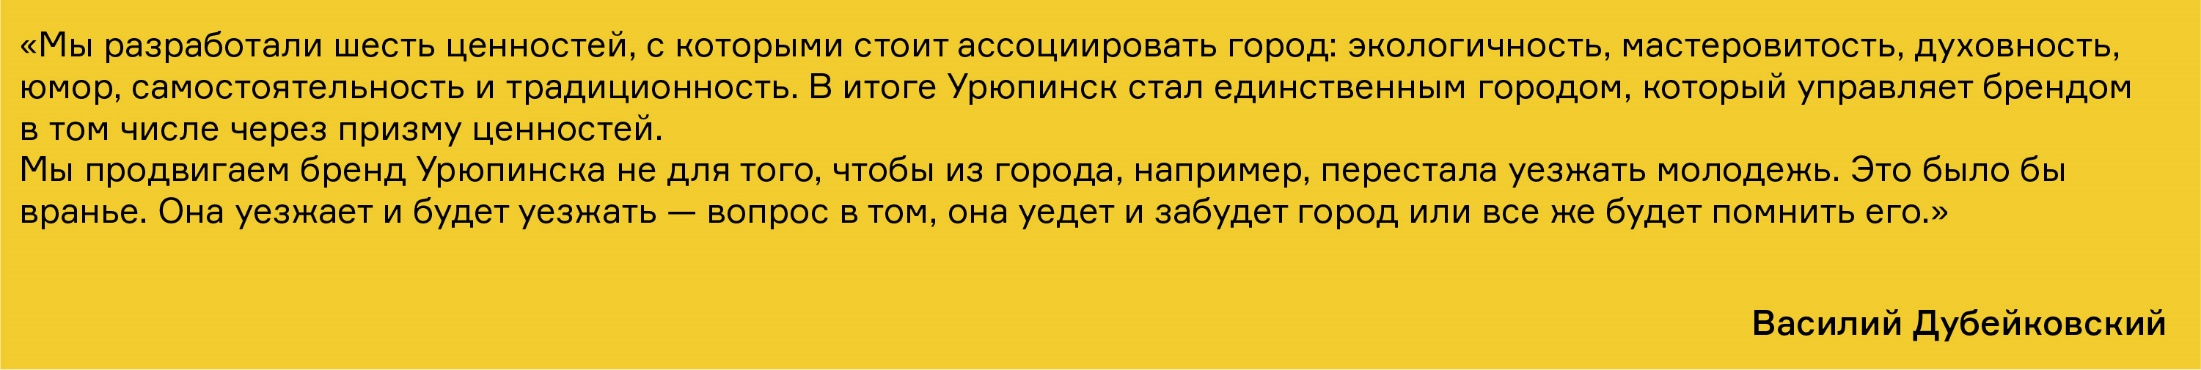 «Мы разработали шесть ценностей, с которыми стоит ассоциировать город: экологичность, мастеровитость, духовность,
юмор, самостоятельность и традиционность. В итоге Урюпинск стал единственным городом, который управляет брендом
в том числе через призму ценностей.
Мы продвигаем бренд Урюпинска не для того, чтобы из города, например, перестала уезжать молодежь. Это было бы
вранье. Она уезжает и будет уезжать — вопрос в том, она уедет и забудет город или все же будет помнить его.»
Василий Дубейковский